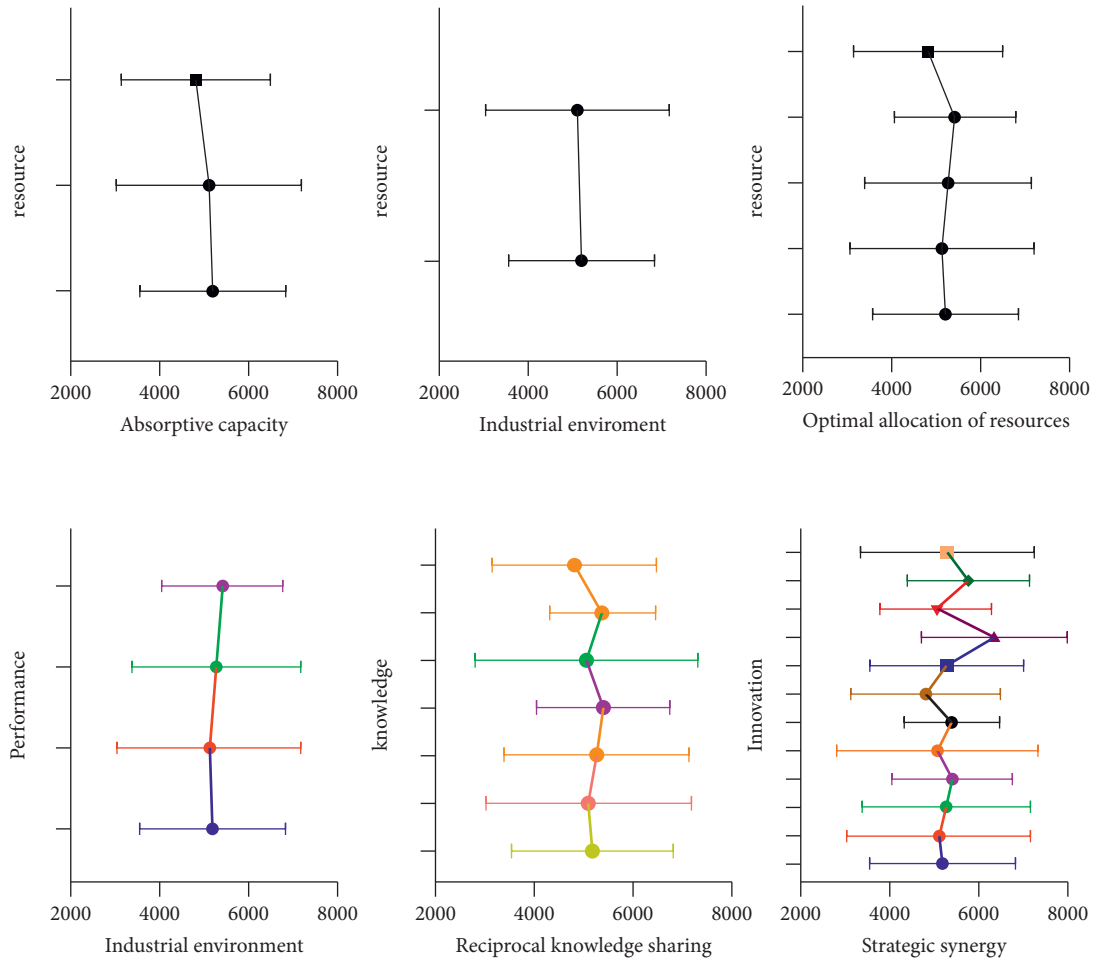 resource
2000 4000 6000 8000
Absorptive capacity
resource
2000 4000 6000 8000
Industrial enviroment
resource
2000 4000 6000 8000
Optimal allocation of resources
Performance
2000 4000 6000 8000
Industrial environment
knowledge
2000 4000 6000 8000
Reciprocal knowledge sharing
Innovation
2000 4000 6000 8000
Strategic synergy